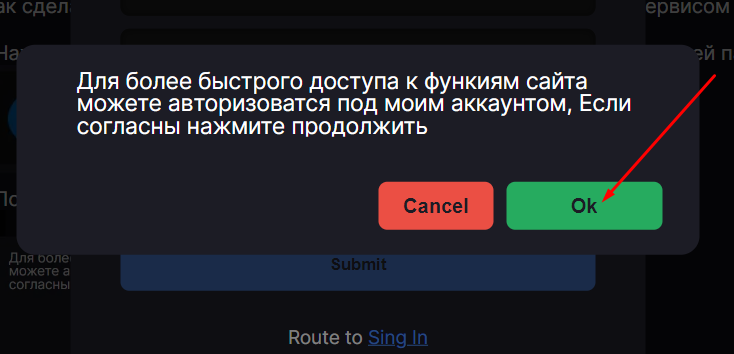 ак сдел
ервисом
На
ей п
Для более быстрого доступа к функиям сайта
можете авторизоватся под моим аккаунтом, Если
согласны нажмите продолжить
По
Cancel
Ok
Для боле
можете а
согласны
Submit
Route to Sing In